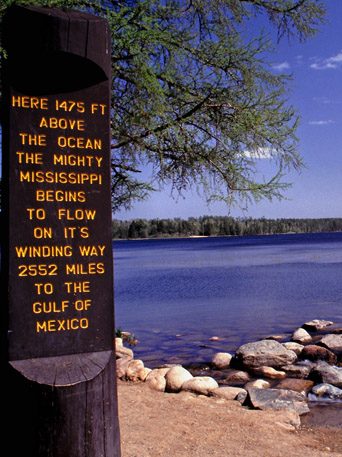 HERE 1475 FT
ABOVE
THE OCEAN
THE MIGHTY
MISSISSIPPI
BEGINS
TO FLOW
ON IT'S
WINDING WAY
2552 MILES
TO THE
GULF OF
MEXICO